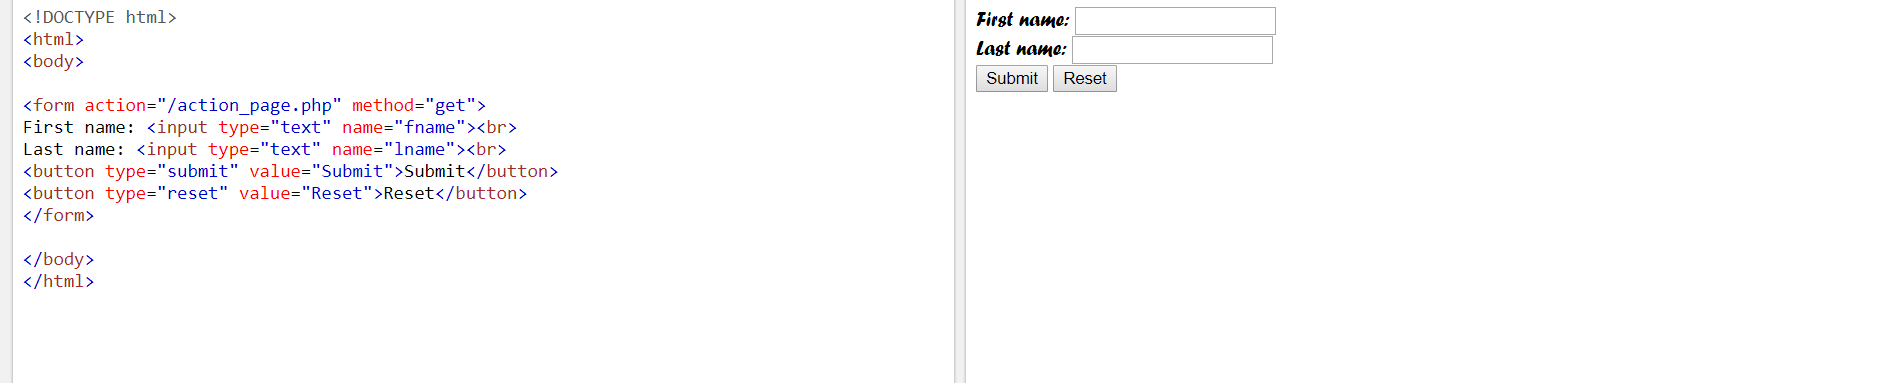 <!DOCTYPE html>
<html>
<body>
<form action="/action_page.php" method="get">
First name: <input type="text" name="fname"><br>
Last name: <input type="text" name="lname"><br>
<button type="submit" value="Submit">Submit</button>
<button type="reset" value="Reset">Reset</button>
</form>
</body>
</html>
First name:
Last name:
Submit Reset